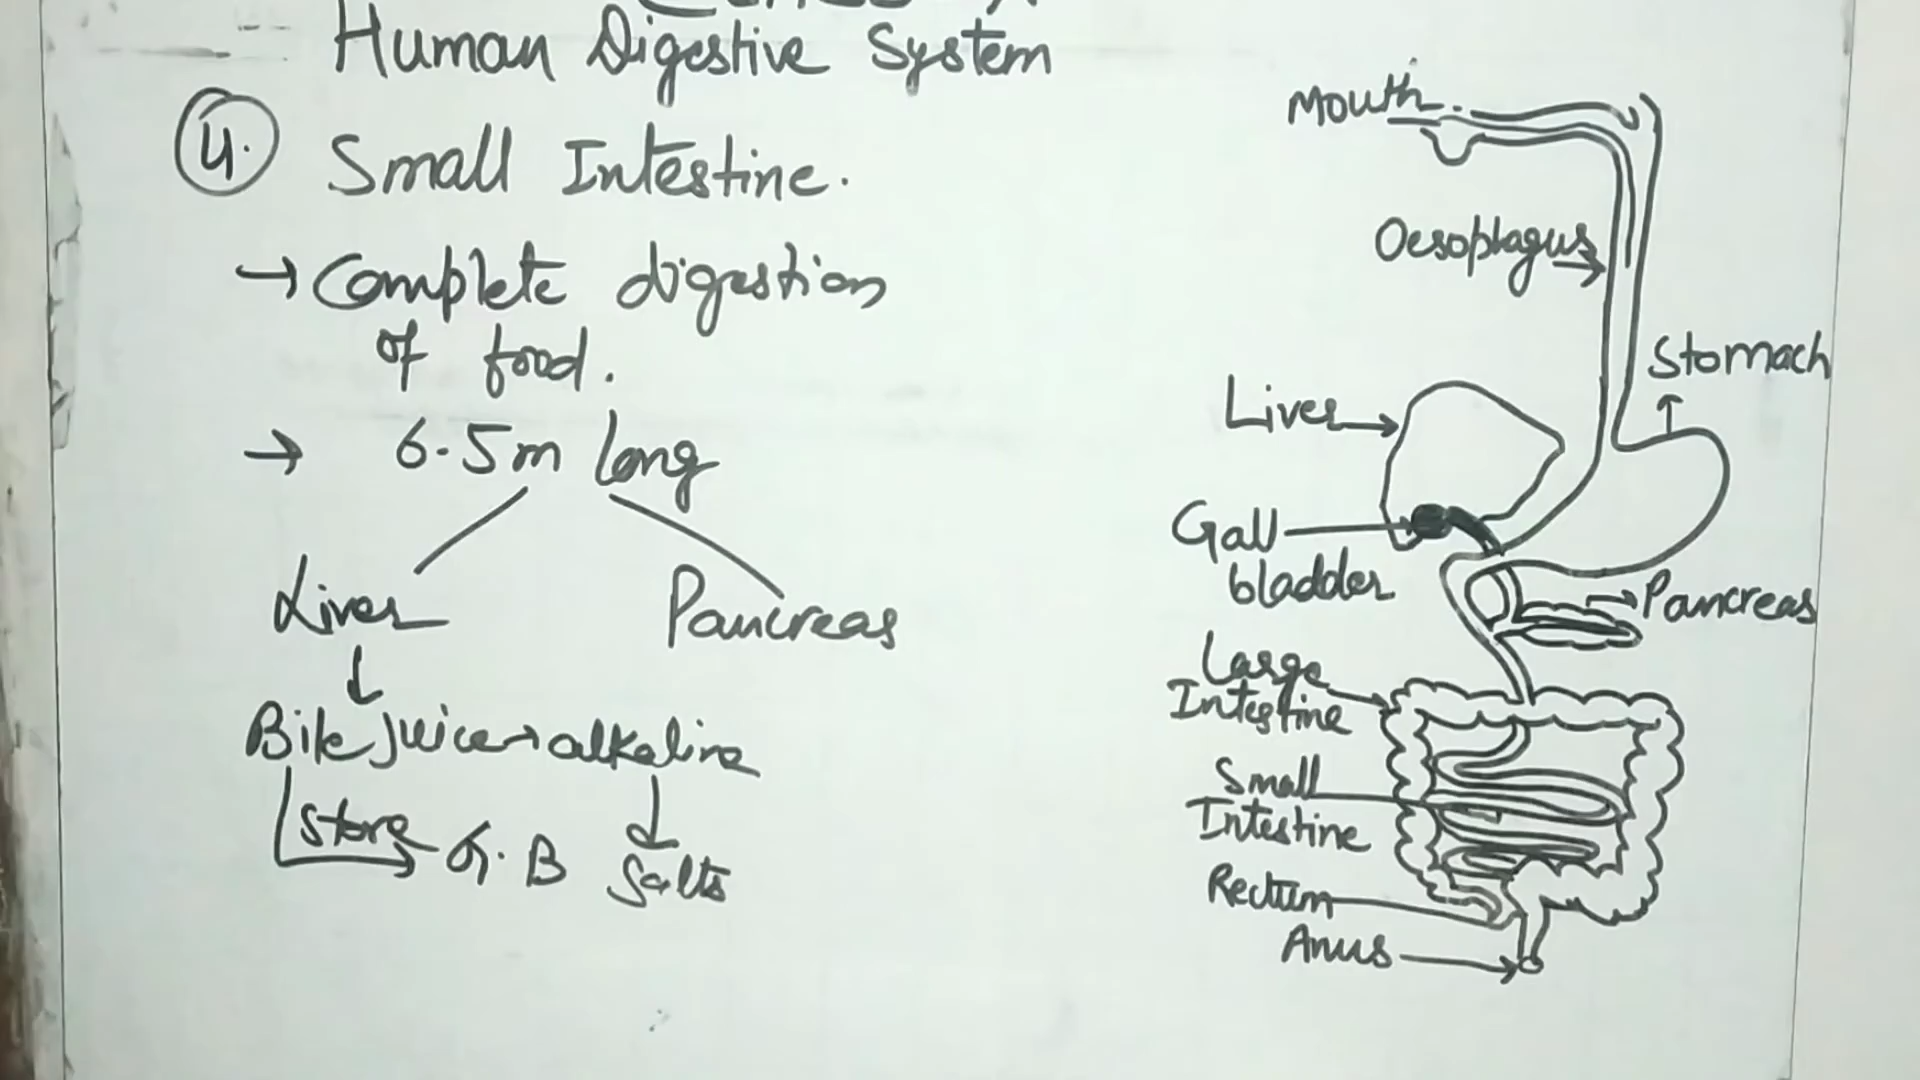 Human Digestive System
4. Small Intestine.
→ Complete digestion
of food.
→ 6.5m long
Liver Pancreas
↓
Bile juice → alkaline
store → G.B ↓ Salts
Mouth
Oesophagus
Stomach
Liver
Gall
bladder
Pancreas
Large
Intestine
Small
Intestine
Rectum
Anus